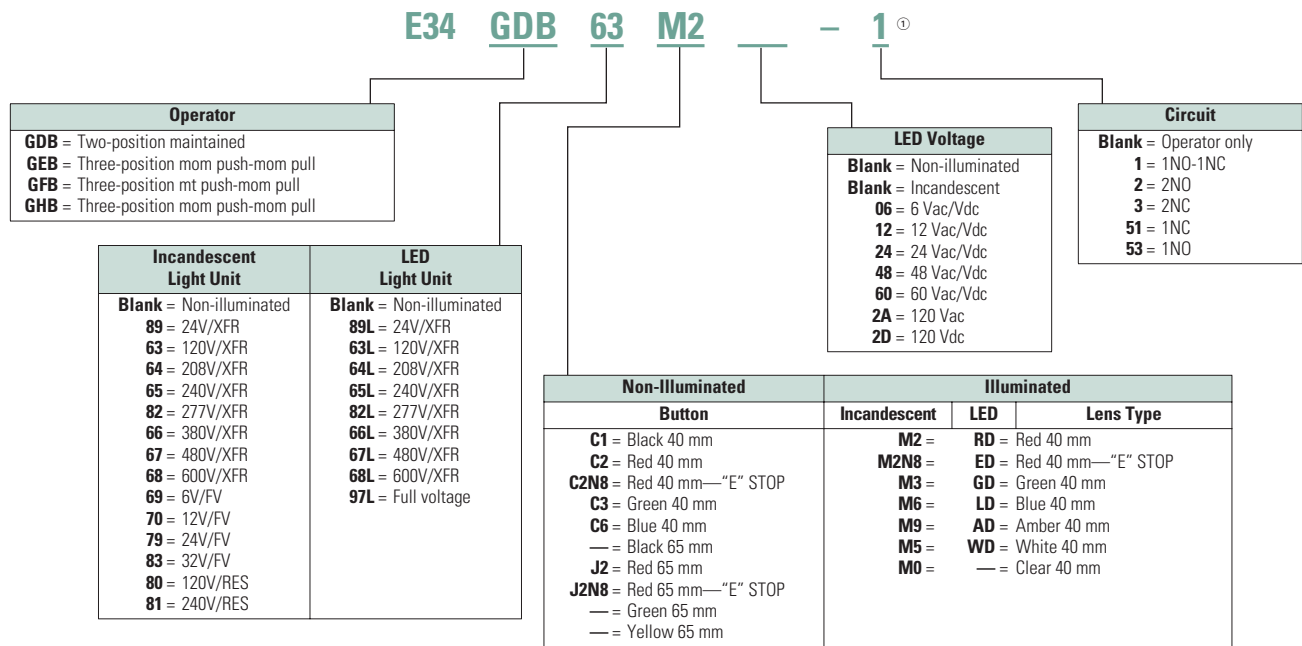 E34 GDB 63 M2 __ – 1 ①
Operator
GDB = Two-position maintained
GEB = Three-position mom push-mom pull
GFB = Three-position mt push-mom pull
GHB = Three-position mom push-mom pull
Incandescent
Light Unit
Blank = Non-illuminated
89 = 24V/XFR
63 = 120V/XFR
64 = 208V/XFR
65 = 240V/XFR
82 = 277V/XFR
66 = 380V/XFR
67 = 480V/XFR
68 = 600V/XFR
69 = 6V/FV
70 = 12V/FV
79 = 24V/FV
83 = 32V/FV
80 = 120V/RES
81 = 240V/RES
LED
Light Unit
Blank = Non-illuminated
89L = 24V/XFR
63L = 120V/XFR
64L = 208V/XFR
65L = 240V/XFR
82L = 277V/XFR
66L = 380V/XFR
67L = 480V/XFR
68L = 600V/XFR
97L = Full voltage
LED Voltage
Blank = Non-illuminated
Blank = Incandescent
06 = 6 Vac/Vdc
12 = 12 Vac/Vdc
24 = 24 Vac/Vdc
48 = 48 Vac/Vdc
60 = 60 Vac/Vdc
2A = 120 Vac
2D = 120 Vdc
Circuit
Blank = Operator only
1 = 1NO-1NC
2 = 2NO
3 = 2NC
51 = 1NC
53 = 1NO
Non-Illuminated
Button
C1 = Black 40 mm
C2 = Red 40 mm
C2N8 = Red 40 mm—“E” STOP
C3 = Green 40 mm
C6 = Blue 40 mm
— = Black 65 mm
J2 = Red 65 mm
J2N8 = Red 65 mm—“E” STOP
— = Green 65 mm
— = Yellow 65 mm
Illuminated
Incandescent LED Lens Type
M2 = RD = Red 40 mm
M2N8 = ED = Red 40 mm—“E” STOP
M3 = GD = Green 40 mm
M6 = LD = Blue 40 mm
M9 = AD = Amber 40 mm
M5 = WD = White 40 mm
M0 = — = Clear 40 mm